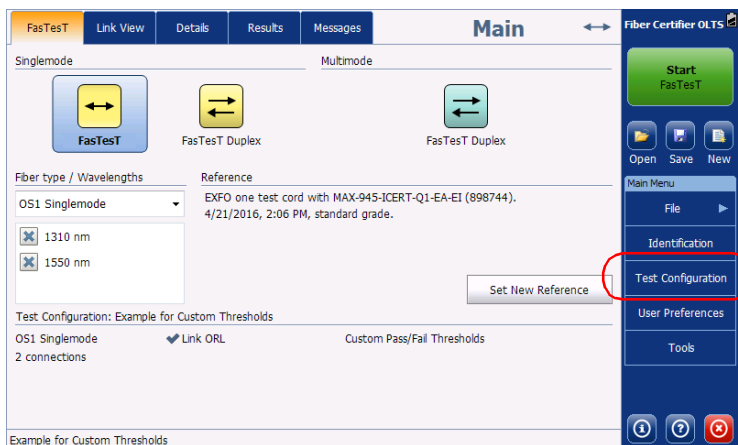 FasTesT Link View Details Results Messages Main Fiber Certifier OLTS
Singlemode Multimode
Start
FasTesT
FasTesT FasTesT Duplex FasTesT Duplex
Open Save New
Fiber type / Wavelengths Reference
Main Menu
OS1 Singlemode
EXFO one test cord with MAX-945-ICERT-Q1-EA-EI (898744).
4/21/2016, 2:06 PM, standard grade.
File
1310 nm
Identification
1550 nm
Set New Reference
Test Configuration
Test Configuration: Example for Custom Thresholds
User Preferences
OS1 Singlemode Link ORL Custom Pass/Fail Thresholds
2 connections
Tools
Example for Custom Thresholds